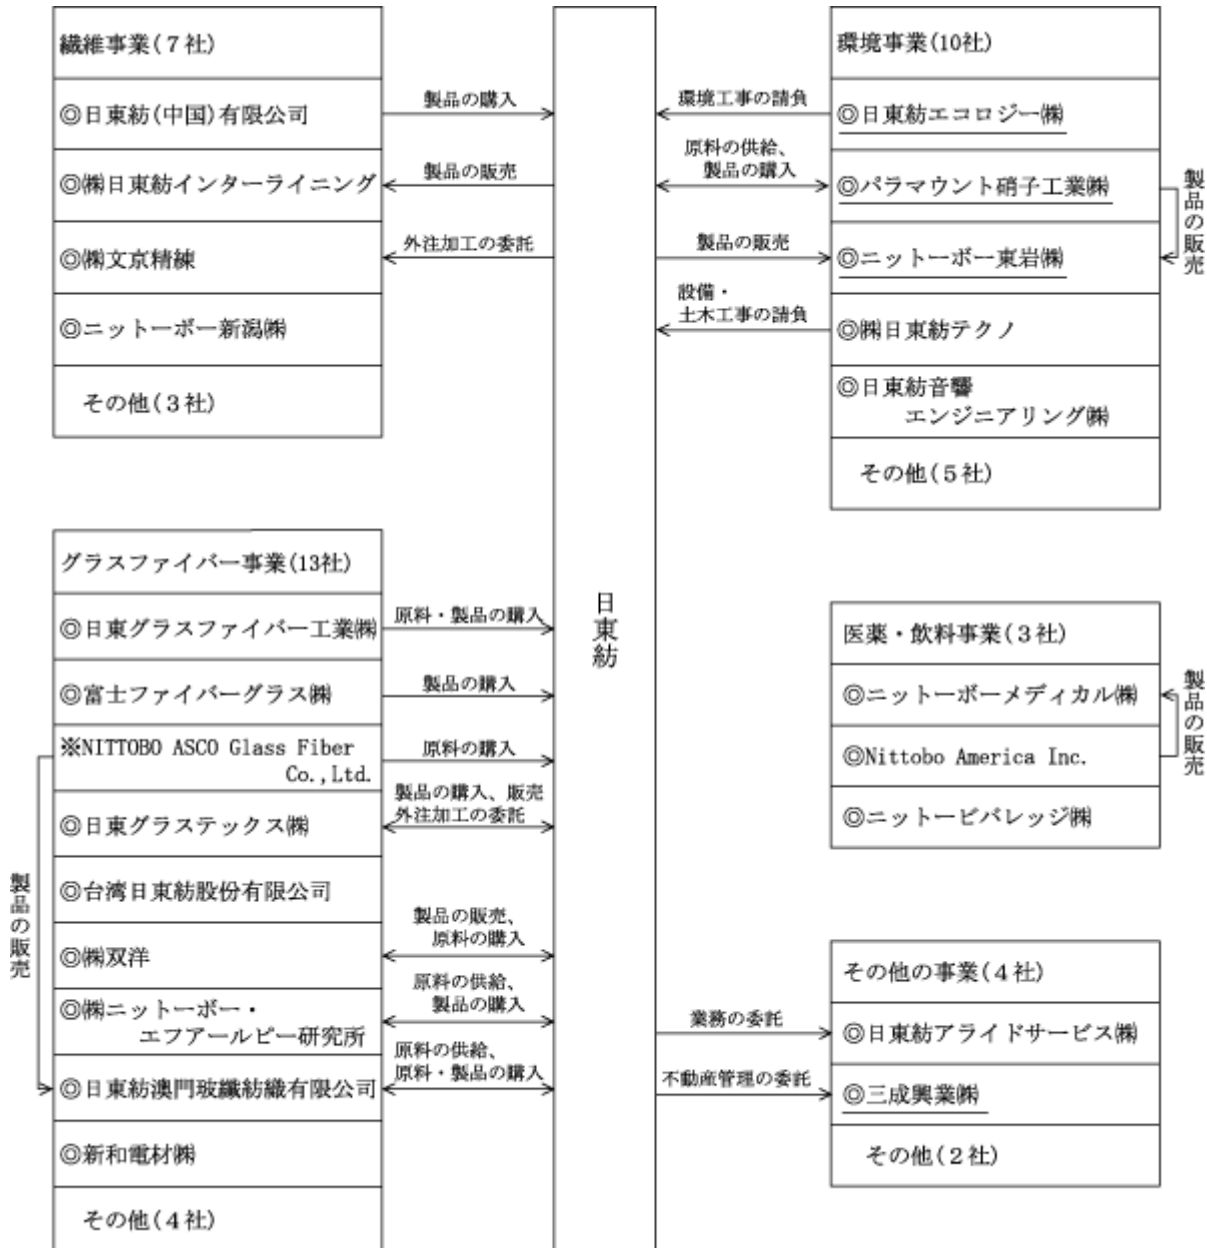 繊維事業(7社)
◎日東紡(中国)有限公司
◎㈱日東紡インターライニング
◎㈱文京精練
◎ニットーボー新潟㈱
その他(3社)
製品の購入
製品の販売
外注加工の委託
グラスファイバー事業(13社)
◎日東グラスファイバー工業㈱
◎富士ファイバーグラス㈱
※NITTOBO ASCO Glass Fiber
Co.,Ltd.
◎日東グラステックス㈱
◎台湾日東紡股份有限公司
◎㈱双洋
◎㈱ニットーボー・
エフアールピー研究所
◎日東紡澳門玻纖紡織有限公司
◎新和電材㈱
その他(4社)
製品の販売
原料・製品の購入
製品の購入
原料の購入
製品の購入、販売
外注加工の委託
製品の販売、
原料の購入
原料の供給、
製品の購入
原料の供給、
原料・製品の購入
日東紡
環境工事の請負
原料の供給、
製品の購入
製品の販売
設備・
土木工事の請負
環境事業(10社)
◎日東紡エコロジー㈱
◎パラマウント硝子工業㈱
◎ニットーボー東岩㈱
◎㈱日東紡テクノ
◎日東紡音響
エンジニアリング㈱
その他(5社)
製品の販売
医薬・飲料事業(3社)
◎ニットーボーメディカル㈱
◎Nittobo America Inc.
◎ニットービバレッジ㈱
製品の販売
業務の委託
不動産管理の委託
その他の事業(4社)
◎日東紡アライドサービス㈱
◎三成興業㈱
その他(2社)